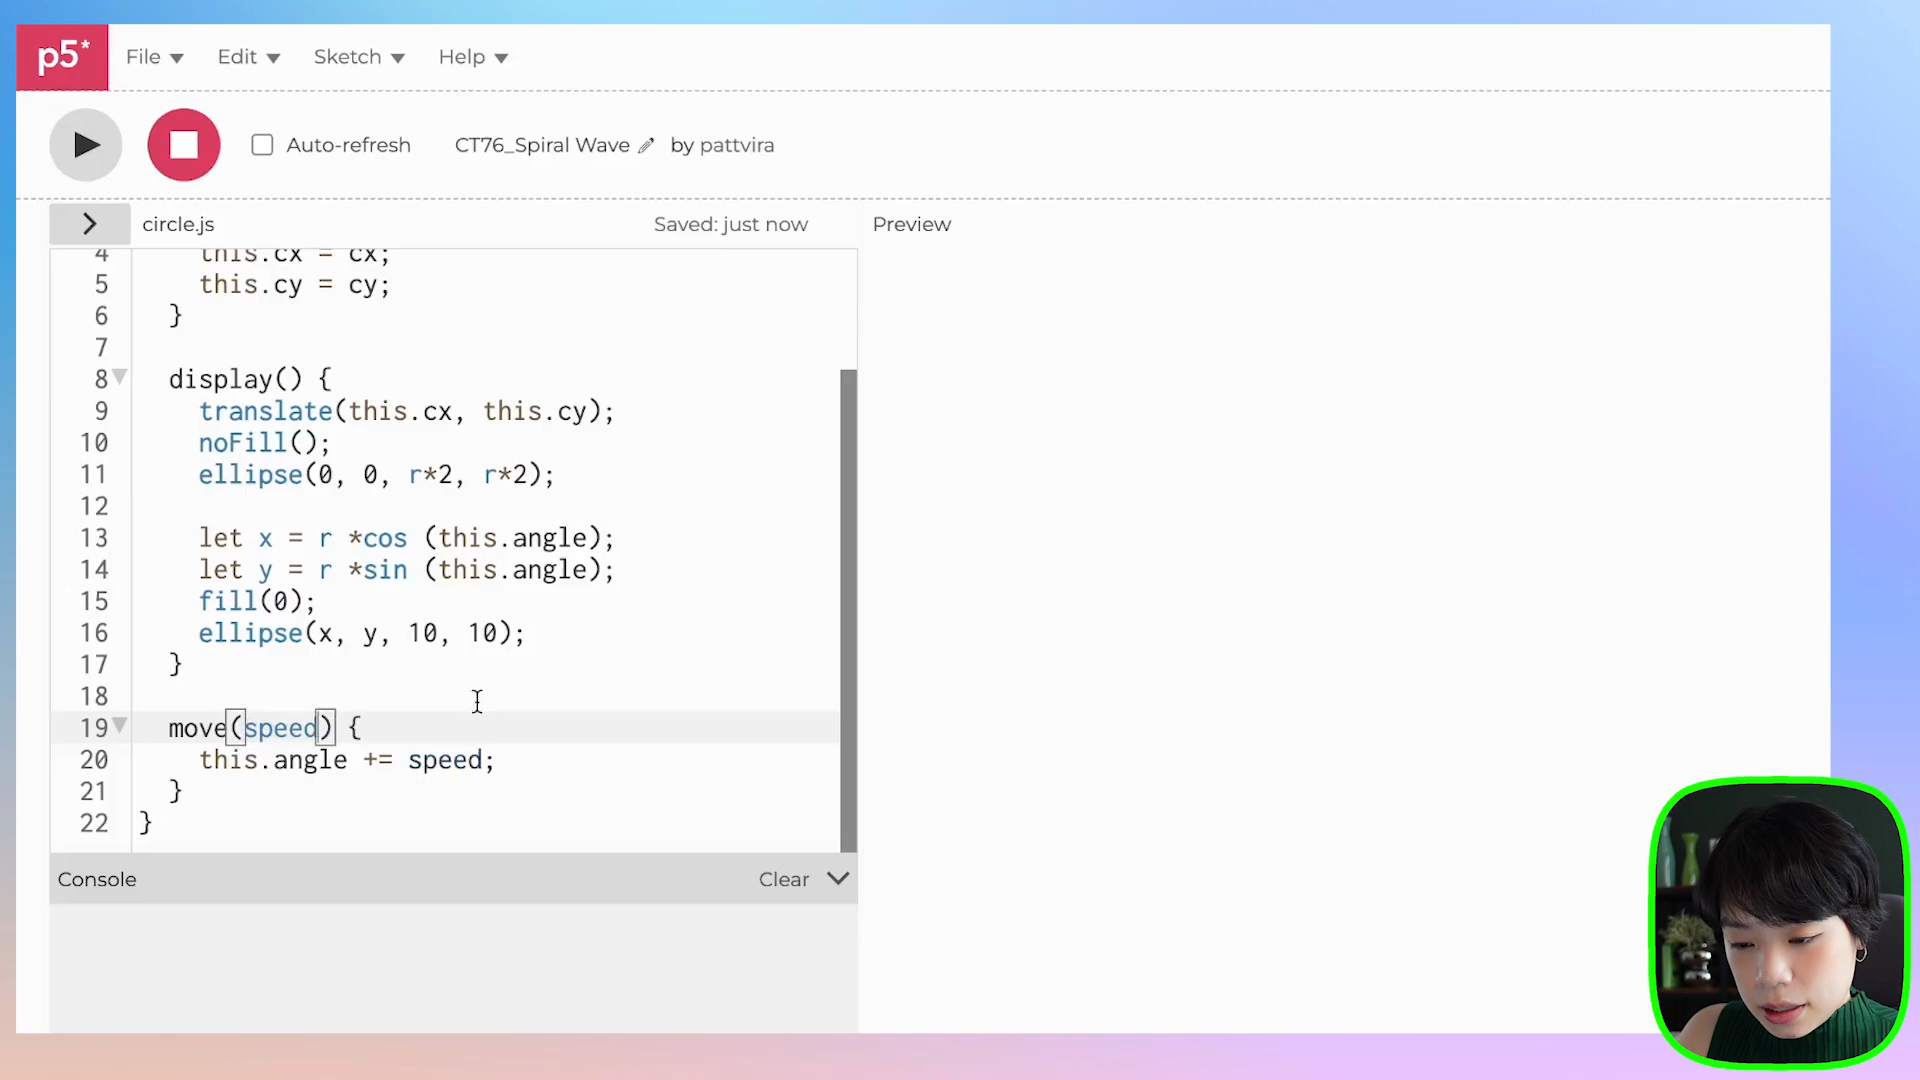 p5*
File Edit Sketch Help
Auto-refresh CT76_Spiral Wave by pattvira
circle.js Saved: just now Preview
4 this.cx = cx;
5 this.cy = cy;
6 }
7
8 display() {
9 translate(this.cx, this.cy);
10 noFill();
11 ellipse(0, 0, r*2, r*2);
12
13 let x = r *cos (this.angle);
14 let y = r *sin (this.angle);
15 fill(0);
16 ellipse(x, y, 10, 10);
17 }
18
19 move(speed) {
20 this.angle += speed;
21 }
22 }
Console Clear